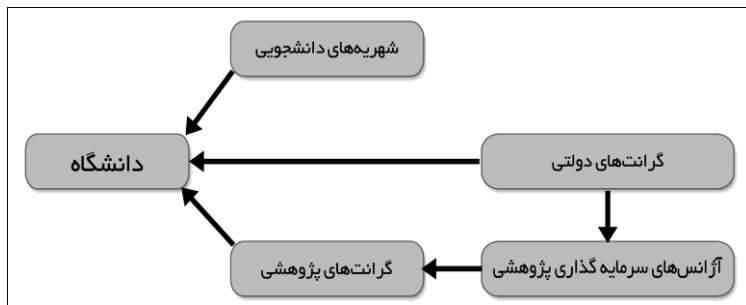 شهریه‌های دانشجویی
گرانت‌های دولتی
دانشگاه
آژانس‌های سرمایه گذاری پژوهشی
گرانت‌های پژوهشی